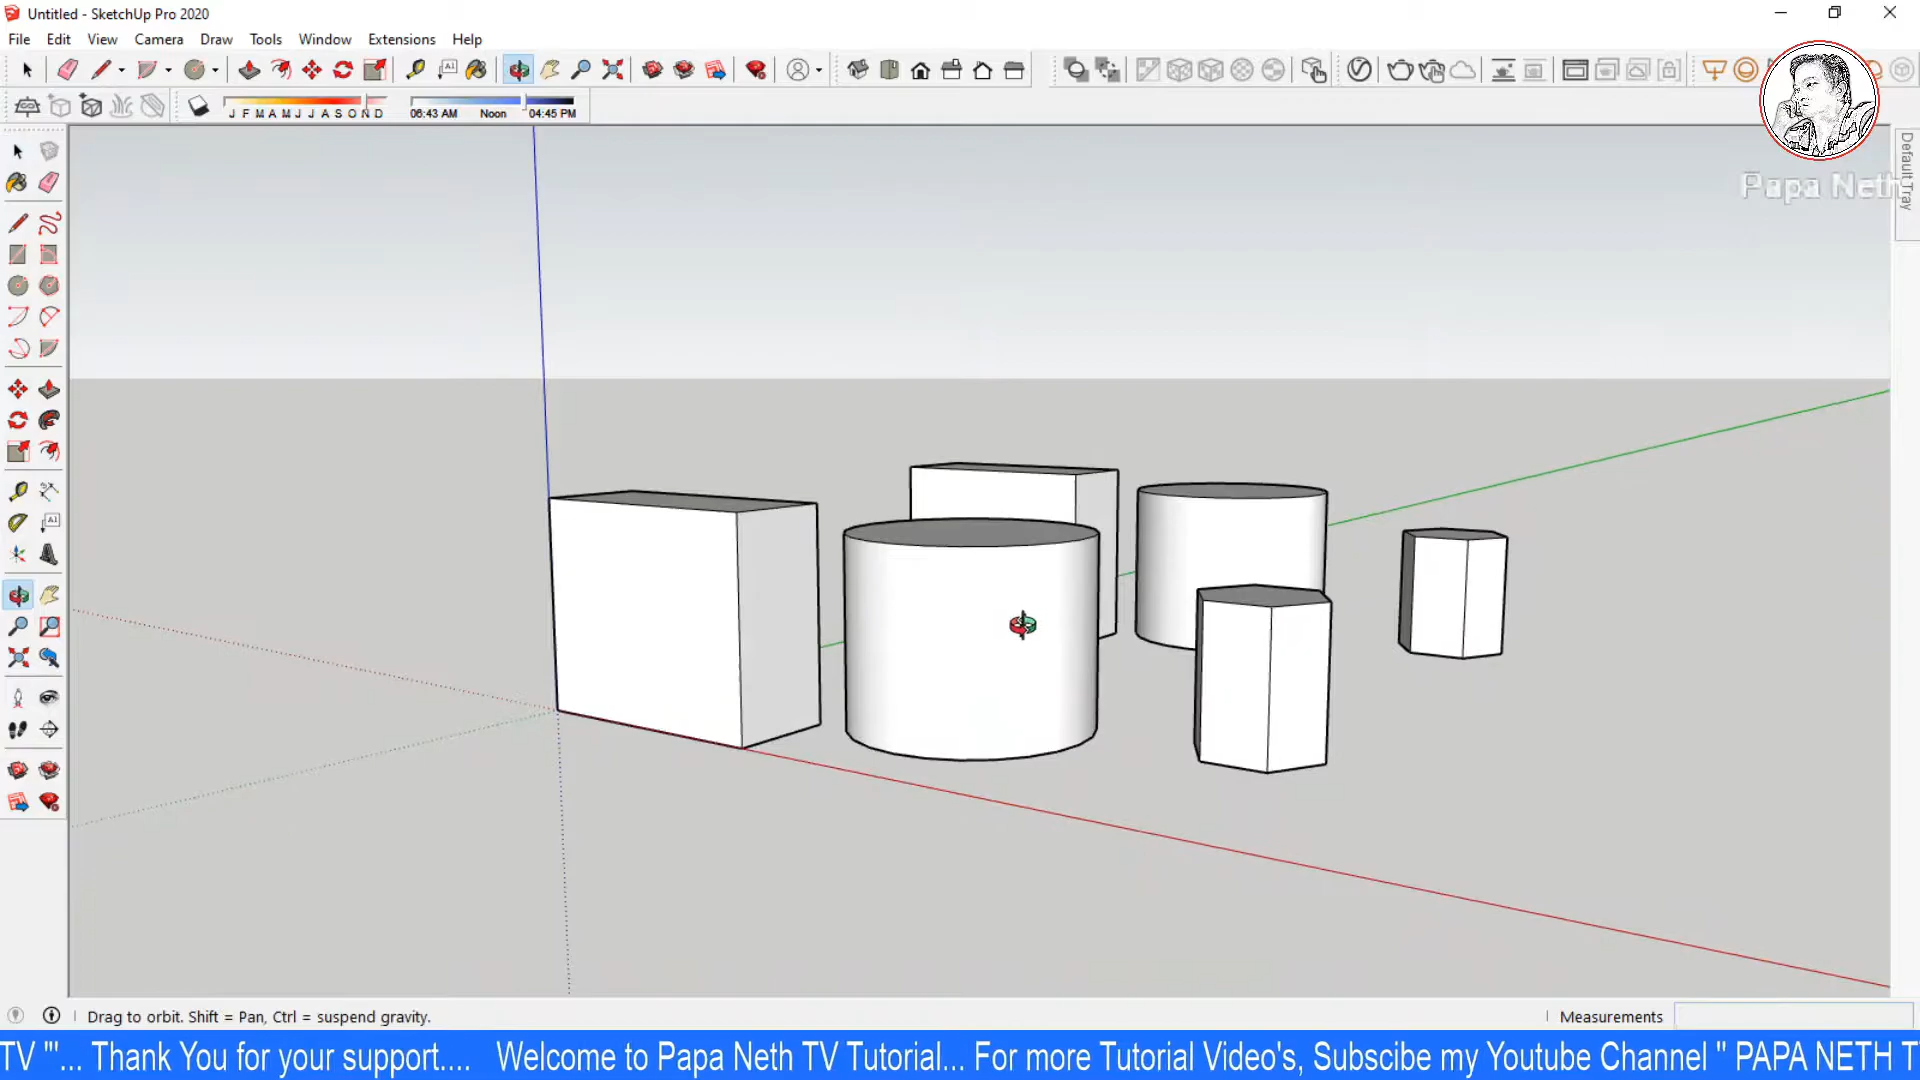 Untitled - SketchUp Pro 2020
File Edit View Camera Draw Tools Window Extensions Help
J F M A M J J A S O N D 06:43 AM Noon 04:45 PM
Papa Neth
Default Tray
Drag to orbit. Shift = Pan, Ctrl = suspend gravity.
Measurements
TV '"... Thank You for your support.... Welcome to Papa Neth TV Tutorial... For more Tutorial Video's, Subscibe my Youtube Channel " PAPA NETH T